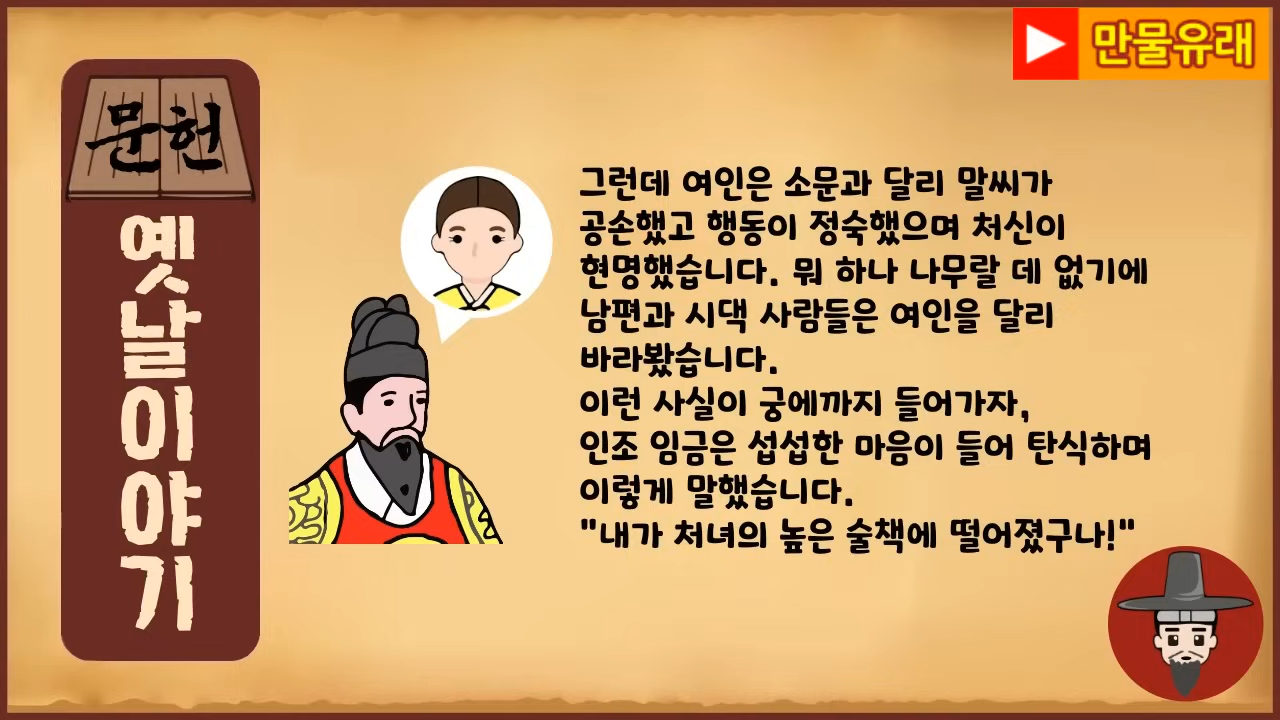 만물유래
문헌
옛날이야기
그런데 여인은 소문과 달리 말씨가
공손했고 행동이 정숙했으며 처신이
현명했습니다. 뭐 하나 나무랄 데 없기에
남편과 시댁 사람들은 여인을 달리
바라봤습니다.
이런 사실이 궁에까지 들어가자,
인조 임금은 섭섭한 마음이 들어 탄식하며
이렇게 말했습니다.
"내가 처녀의 높은 술책에 떨어졌구나!"